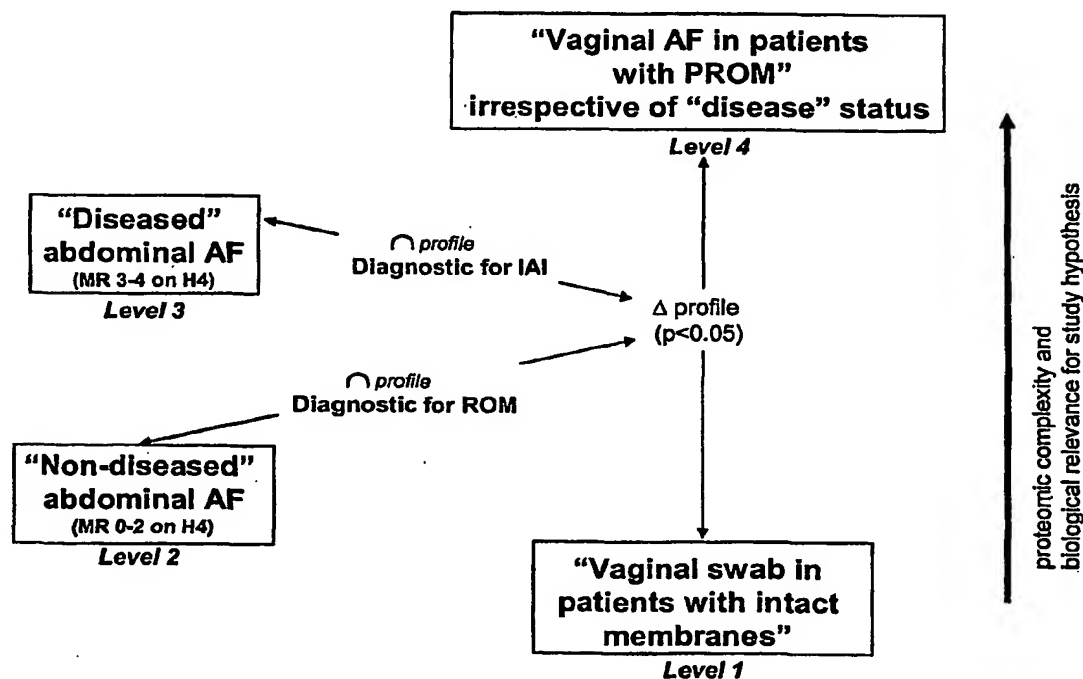 “Vaginal AF in patients
with PROM”
irrespective of “disease” status
Level 4
“Diseased”
abdominal AF
(MR 3-4 on H4)
Level 3
∩ profile
Diagnostic for IAI
Δ profile
(p<0.05)
∩ profile
Diagnostic for ROM
“Non-diseased”
abdominal AF
(MR 0-2 on H4)
Level 2
“Vaginal swab in
patients with intact
membranes”
Level 1
proteomic complexity and
biological relevance for study hypothesis